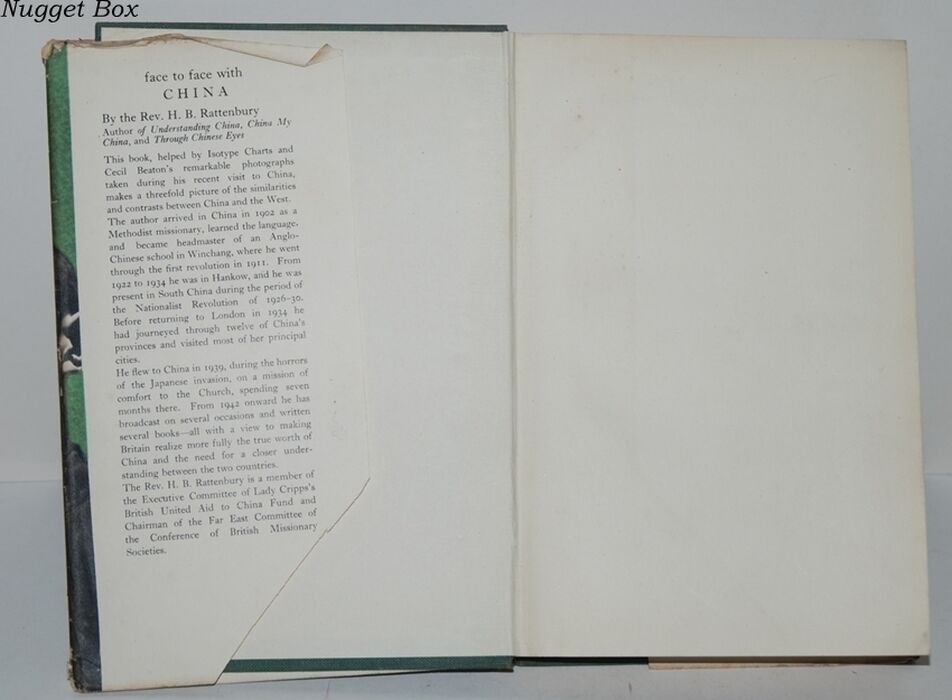 Nugget Box
face to face with
CHINA
By the Rev. H. B. Rattenbury
Author of Understanding China, China My
China, and Through Chinese Eyes
This book, helped by Isotype Charts and
Cecil Beaton's remarkable photographs
taken during his recent visit to China,
makes a threefold picture of the similarities
and contrasts between China and the West.
The author arrived in China in 1902 as a
Methodist missionary, learned the language,
and became headmaster of an Anglo-
Chinese school in Winchang, where he went
through the first revolution in 1911. From
1922 to 1934 he was in Hankow, and he was
present in South China during the period of
the Nationalist Revolution of 1926-30.
Before returning to London in 1934 he
had journeyed through twelve of China's
provinces and visited most of her principal
cities.
He flew to China in 1939, during the horrors
of the Japanese invasion, on a mission of
comfort to the Church, spending seven
months there. From 1942 onward he has
broadcast on several occasions and written
several books—all with a view to making
Britain realize more fully the true worth of
China and the need for a closer under-
standing between the two countries.
The Rev. H. B. Rattenbury is a member of
the Executive Committee of Lady Cripps's
British United Aid to China Fund and
Chairman of the Far East Committee of
the Conference of British Missionary
Societies.